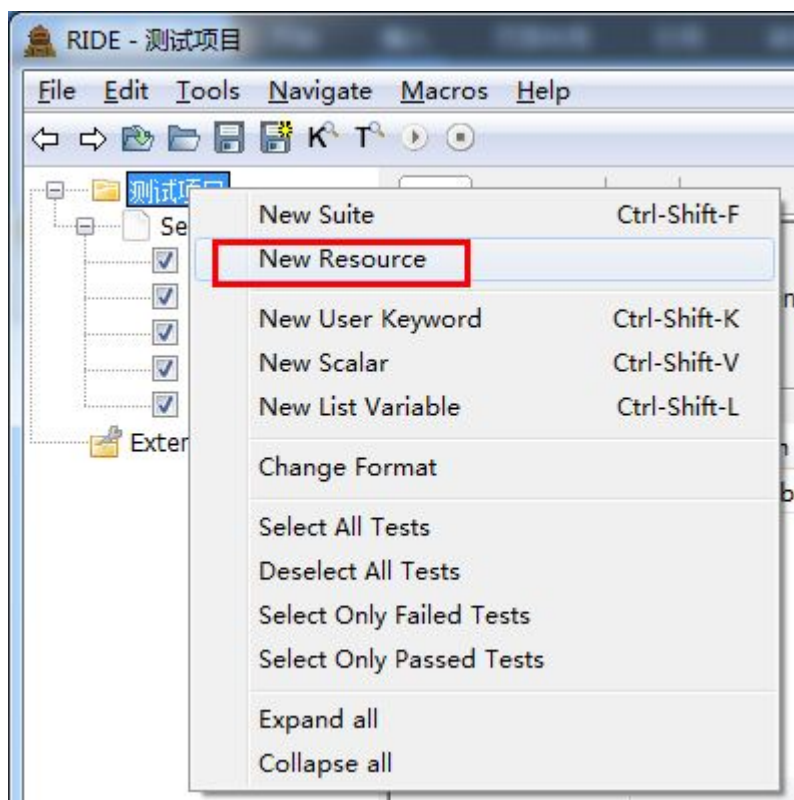 RIDE - 测试项目
File Edit Tools Navigate Macros Help
测试项目
Se
New Suite Ctrl-Shift-F
New Resource
New User Keyword Ctrl-Shift-K
New Scalar Ctrl-Shift-V
New List Variable Ctrl-Shift-L
Exter
Change Format
Select All Tests
Deselect All Tests
Select Only Failed Tests
Select Only Passed Tests
Expand all
Collapse all